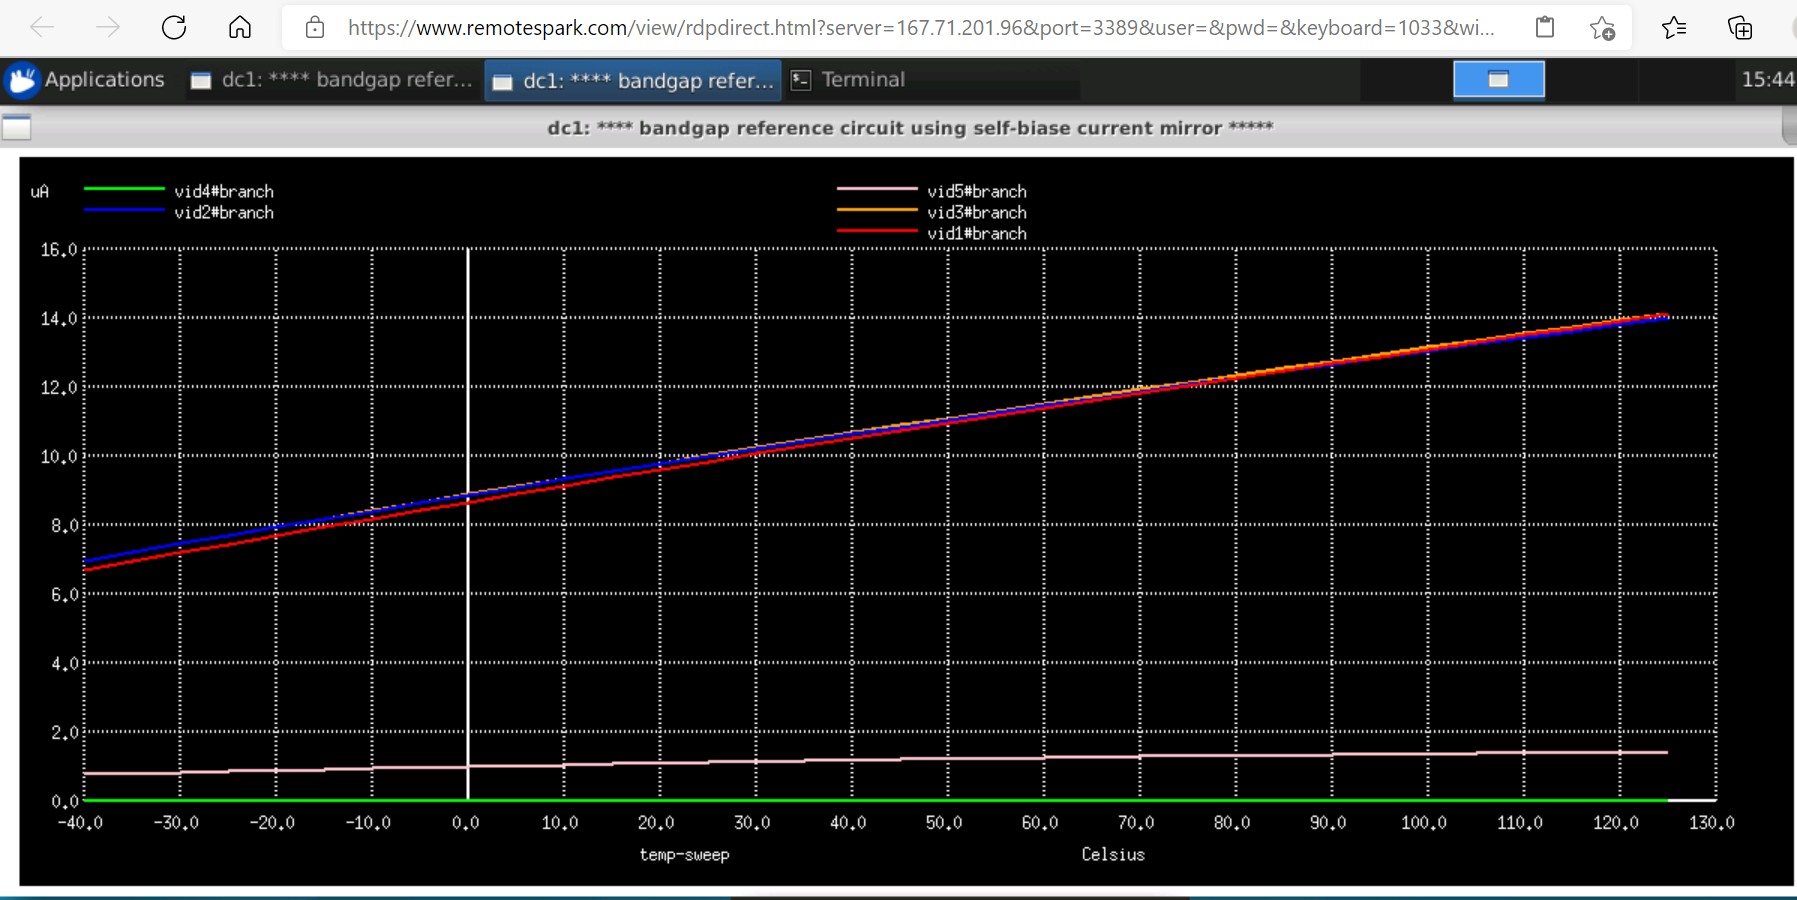 https://www.remotespark.com/view/rdpdirect.html?server=167.71.201.96&port=3389&user=&pwd=&keyboard=1033&wi...
Applications dc1: **** bandgap refer... dc1: **** bandgap refer... Terminal 15:44
dc1: **** bandgap reference circuit using self-biase current mirror *****
uA vid4#branch vid5#branch
vid2#branch vid3#branch
vid1#branch
16.0
14.0
12.0
10.0
8.0
6.0
4.0
2.0
0.0
-40.0 -30.0 -20.0 -10.0 0.0 10.0 20.0 30.0 40.0 50.0 60.0 70.0 80.0 90.0 100.0 110.0 120.0 130.0
temp-sweep Celsius